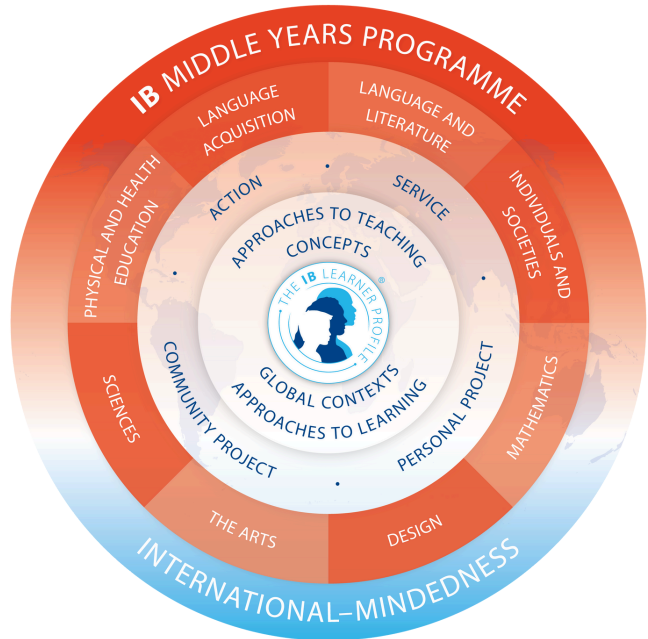 IB MIDDLE YEARS PROGRAMME
LANGUAGE
ACQUISITION
LANGUAGE AND
LITERATURE
PHYSICAL AND HEALTH
EDUCATION
INDIVIDUALS AND
SOCIETIES
ACTION
SERVICE
APPROACHES TO TEACHING
CONCEPTS
THE IB LEARNER PROFILE
®
GLOBAL CONTEXTS
APPROACHES TO LEARNING
COMMUNITY PROJECT
PERSONAL PROJECT
SCIENCES
MATHEMATICS
THE ARTS
DESIGN
INTERNATIONAL–MINDEDNESS